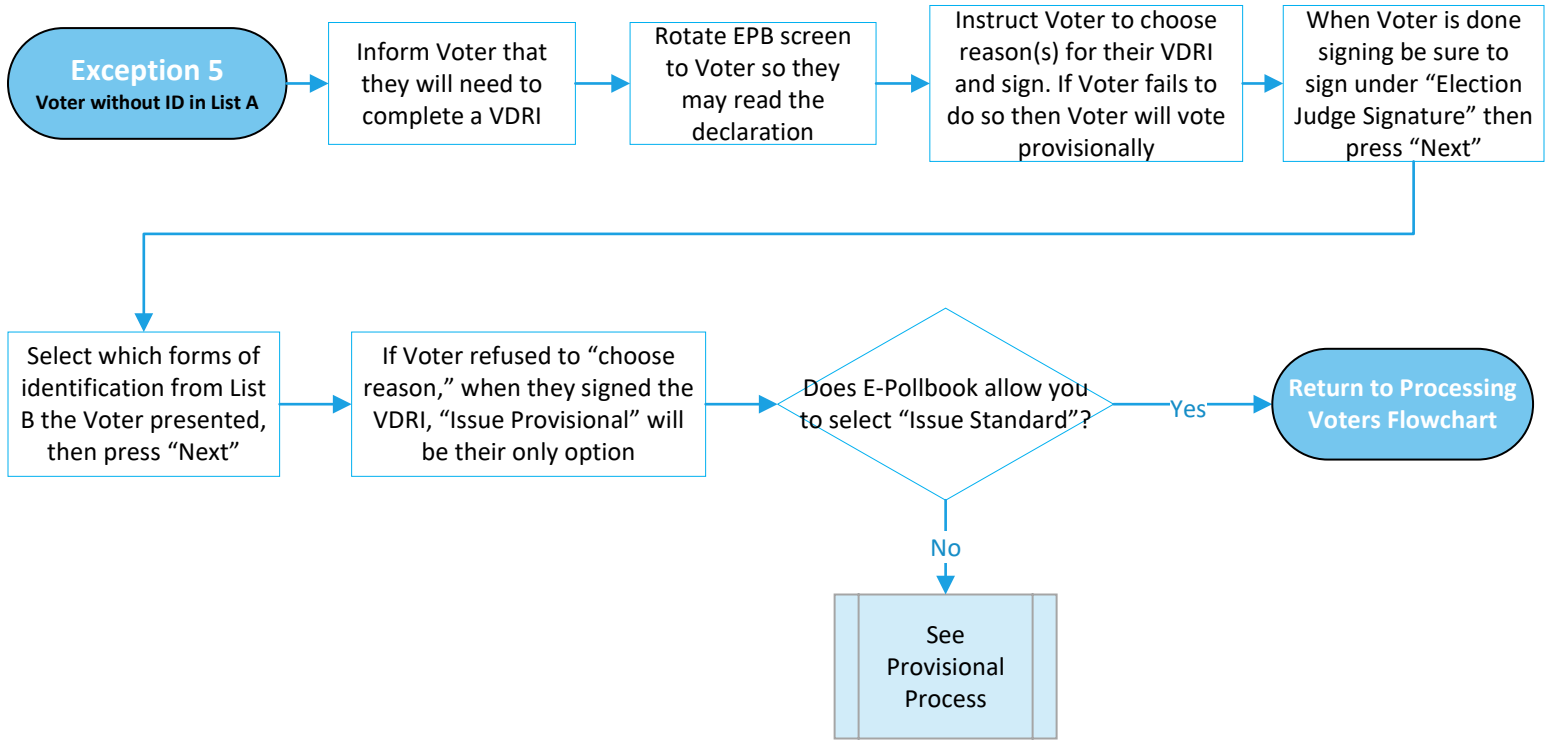 Exception 5
Voter without ID in List A
Inform Voter that
they will need to
complete a VDRI
Rotate EPB screen
to Voter so they
may read the
declaration
Instruct Voter to choose
reason(s) for their VDRI
and sign. If Voter fails to
do so then Voter will vote
provisionally
When Voter is done
signing be sure to
sign under “Election
Judge Signature” then
press “Next”
Select which forms of
identification from List
B the Voter presented,
then press “Next”
If Voter refused to “choose
reason,” when they signed the
VDRI, “Issue Provisional” will
be their only option
Does E-Pollbook allow you
to select “Issue Standard”?
Yes
Return to Processing
Voters Flowchart
No
See
Provisional
Process